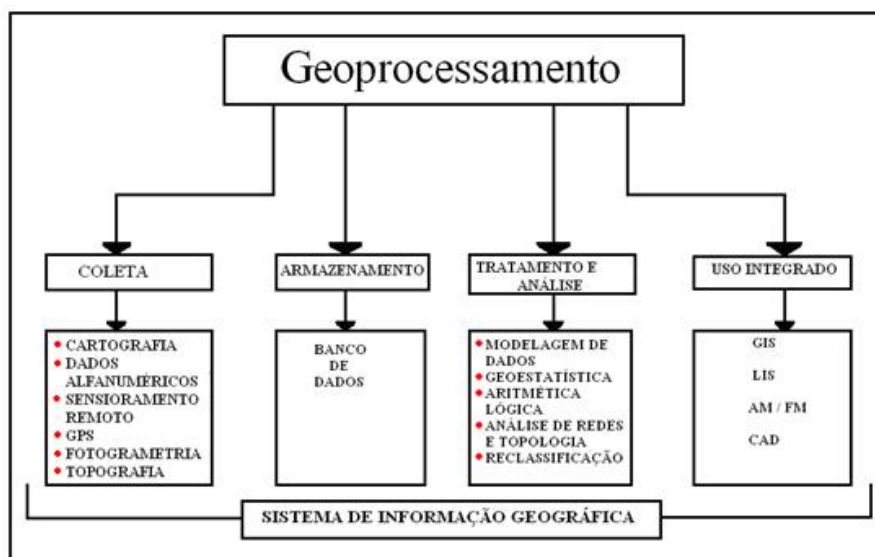 Geoprocessamento
COLETA
ARMAZENAMENTO
TRATAMENTO E
ANÁLISE
USO INTEGRADO
CARTOGRAFIA
DADOS
ALFANUMÉRICOS
SENSIORAMENTO
REMOTO
GPS
FOTOGRAMETRIA
TOPOGRAFIA
BANCO
DE
DADOS
MODELAGEM DE
DADOS
GEOESTATÍSTICA
ARITMÉTICA
LÓGICA
ANÁLISE DE REDES
E TOPOLOGIA
RECLASSIFICAÇÃO
GIS
LIS
AM / FM
CAD
SISTEMA DE INFORMAÇÃO GEOGRÁFICA